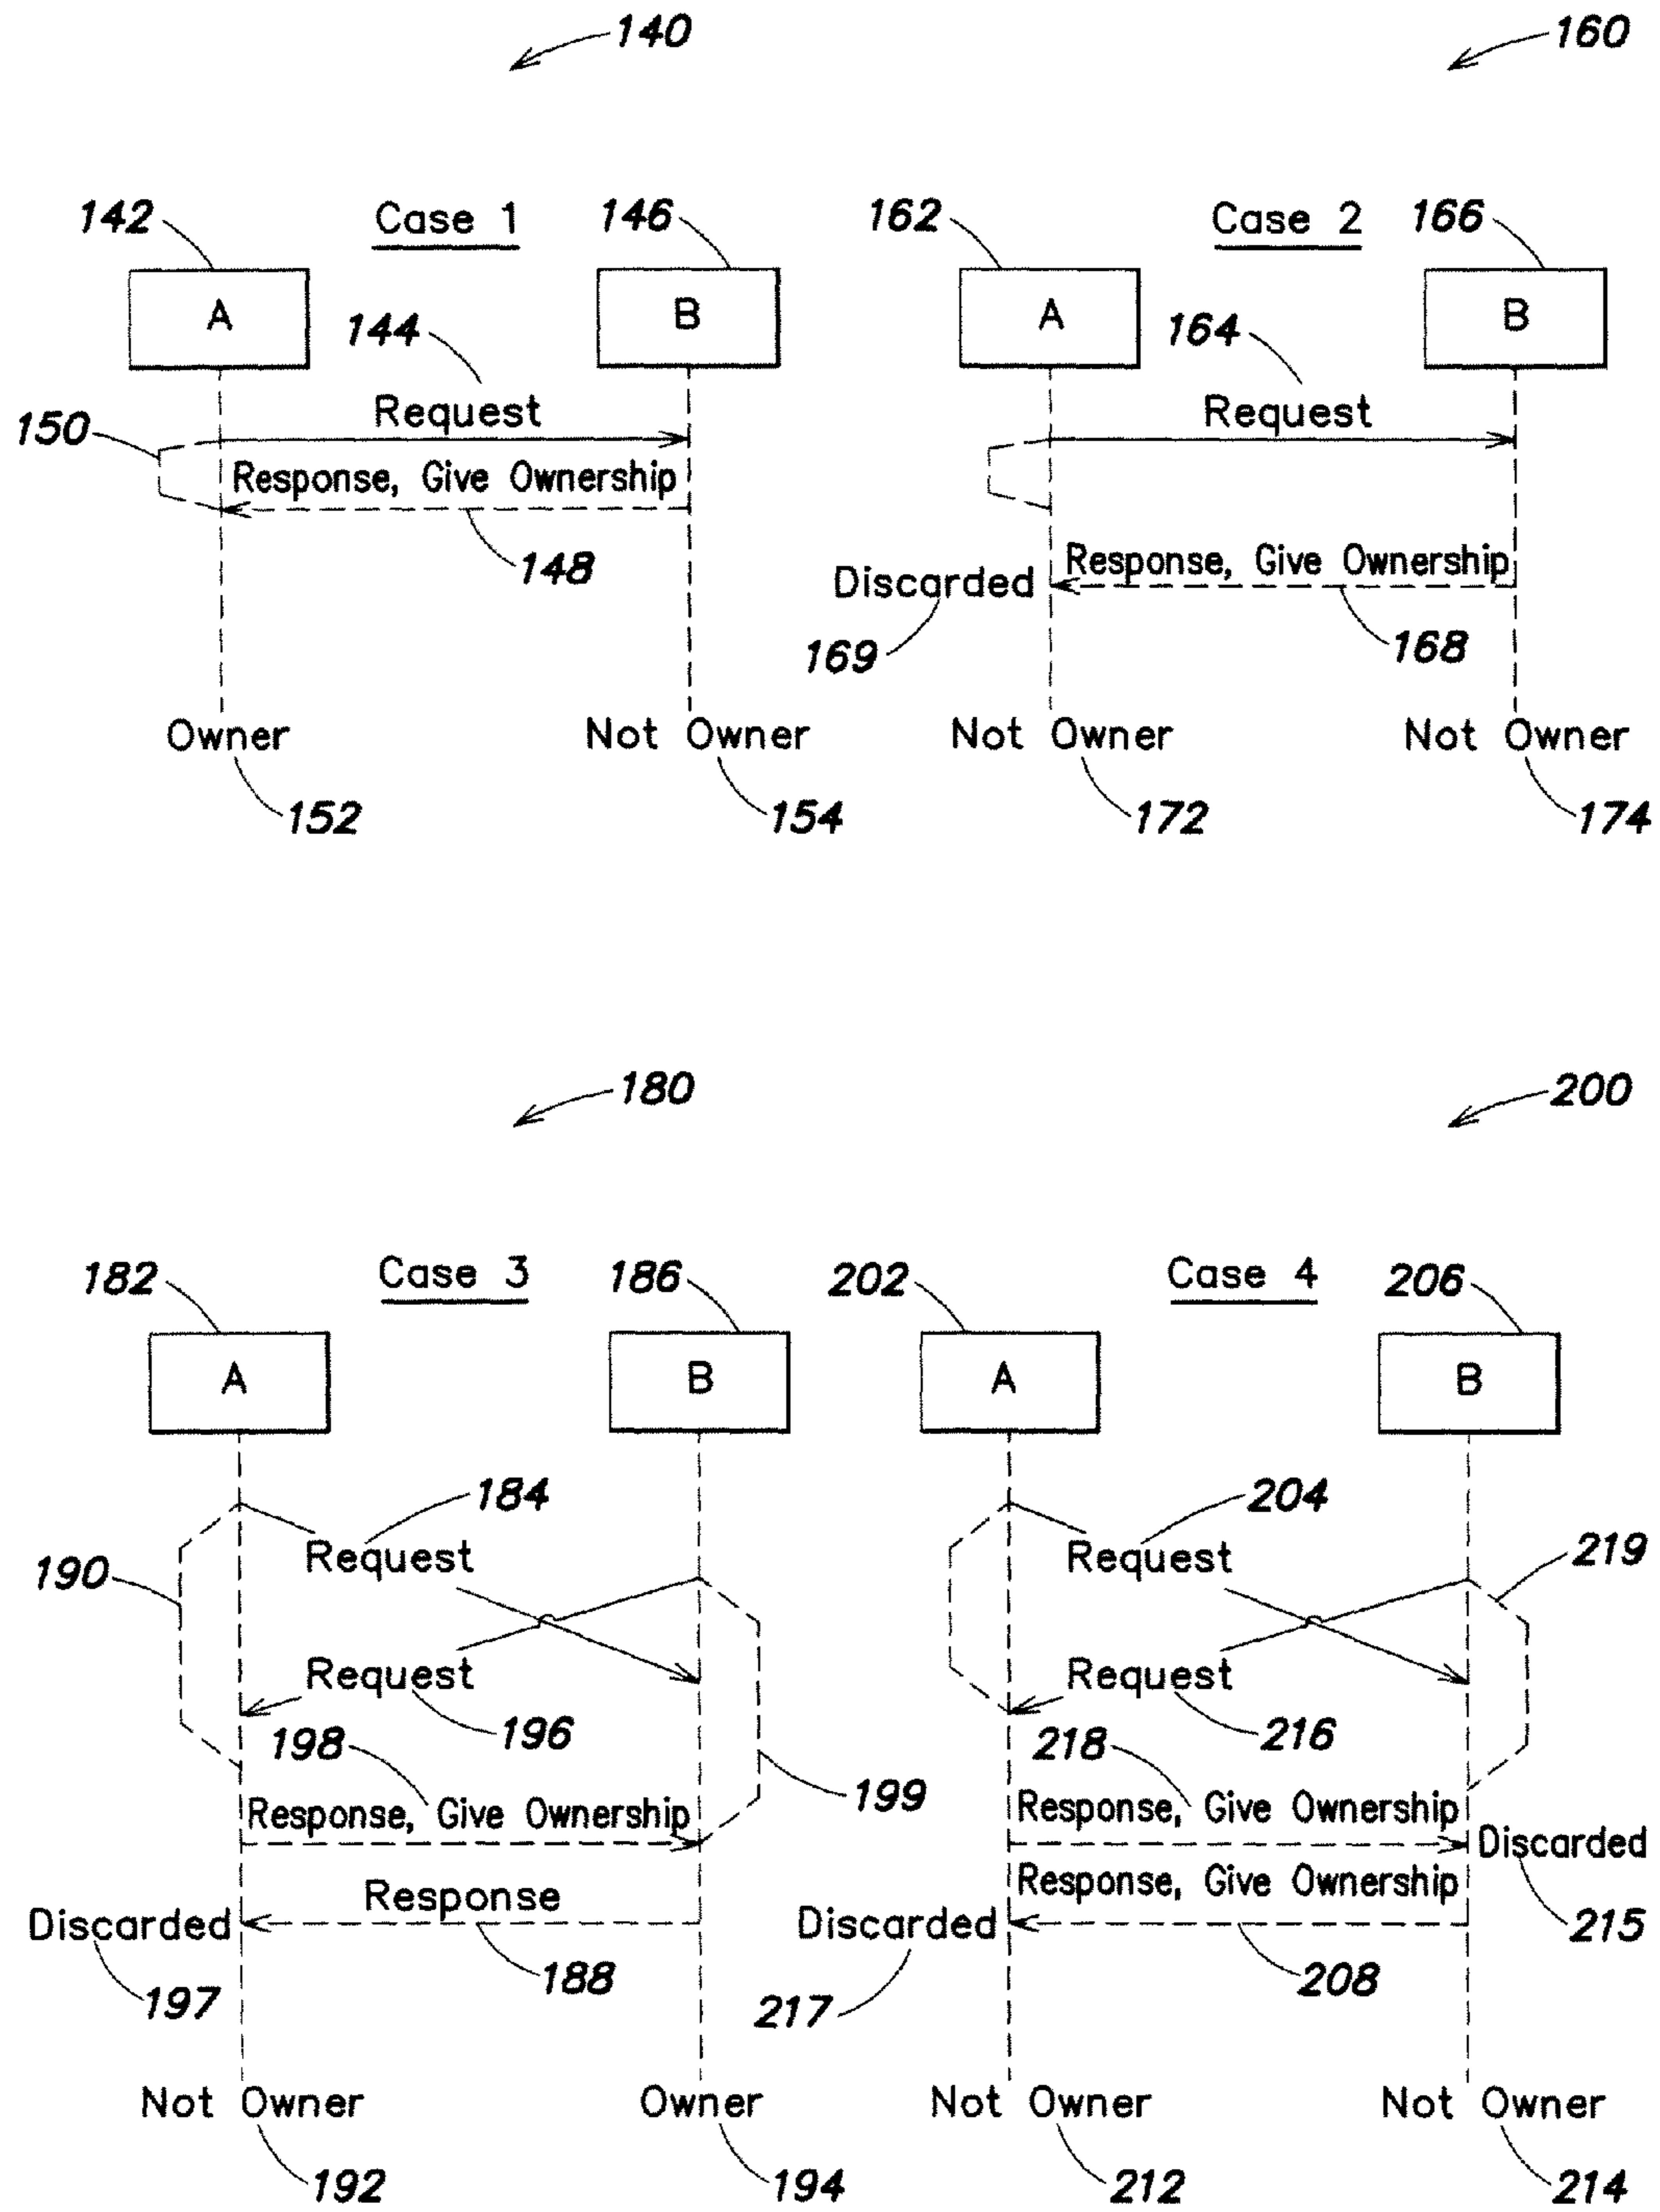 140
160
142 Case 1 146
162 Case 2 166
A B A B
144 164
Request Request
150
Response, Give Ownership
148
Response, Give Ownership
Discarded
169 168
Owner Not Owner Not Owner Not Owner
152 154 172 174
180
200
182 Case 3 186
202 Case 4 206
A B A B
184 204
Request Request
190 219
Request Request
196 216
198 218
199
Response, Give Ownership Response, Give Ownership
Discarded
Response Response, Give Ownership
Discarded Discarded
215
188 208
197 217
Not Owner Owner Not Owner Not Owner
192 194 212 214